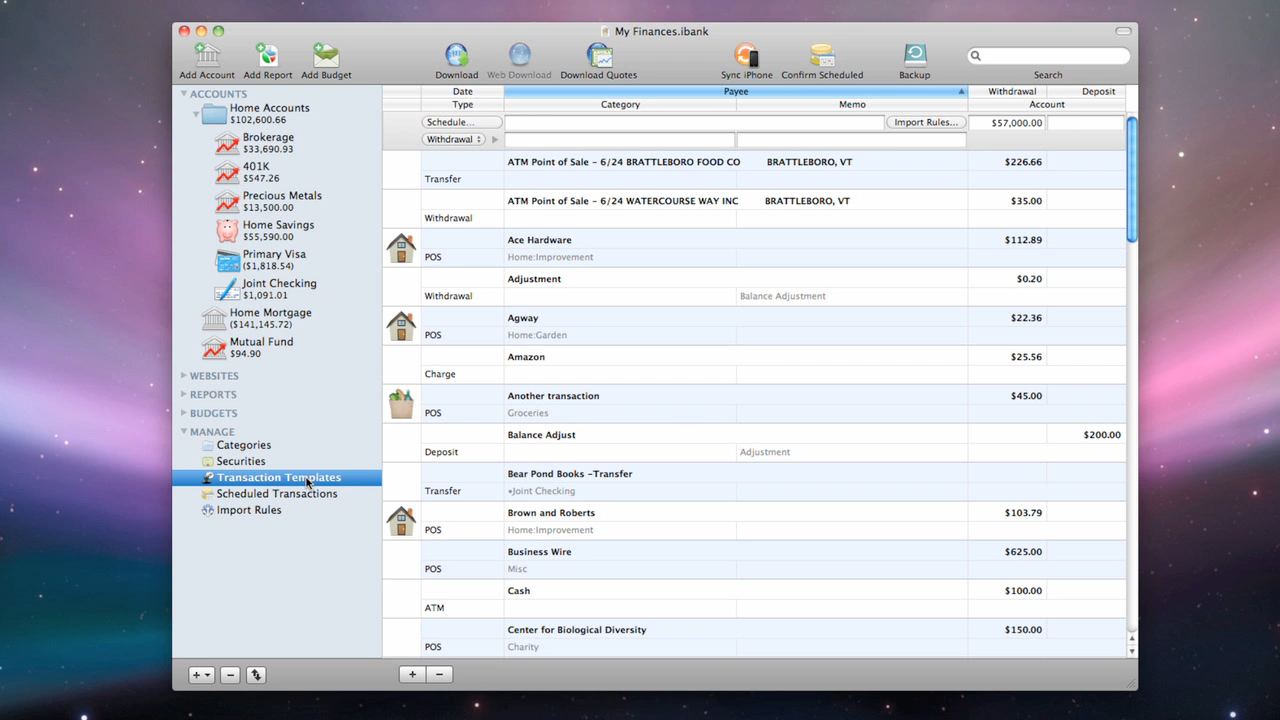 My Finances.ibank
Add Account Add Report Add Budget Download Web Download Download Quotes Sync iPhone Confirm Scheduled Backup Search
ACCOUNTS
Home Accounts
$102,600.66
Brokerage
$33,690.93
401K
$547.26
Precious Metals
$13,500.00
Home Savings
$55,590.00
Primary Visa
($1,818.54)
Joint Checking
$1,091.01
Home Mortgage
($141,145.72)
Mutual Fund
$94.90
WEBSITES
REPORTS
BUDGETS
MANAGE
Categories
Securities
Transaction Templates
Scheduled Transactions
Import Rules
Date Payee Withdrawal Deposit
Type Category Memo Account
Schedule... Import Rules... $57,000.00
Withdrawal
ATM Point of Sale - 6/24 BRATTLEBORO FOOD CO BRATTLEBORO, VT $226.66
Transfer
ATM Point of Sale - 6/24 WATERCOURSE WAY INC BRATTLEBORO, VT $35.00
Withdrawal
Ace Hardware $112.89
POS Home:Improvement
Adjustment $0.20
Withdrawal Balance Adjustment
Agway $22.36
POS Home:Garden
Amazon $25.56
Charge
Another transaction $45.00
POS Groceries
Balance Adjust $200.00
Deposit Adjustment
Bear Pond Books -Transfer
Transfer •Joint Checking
Brown and Roberts $103.79
POS Home:Improvement
Business Wire $625.00
POS Misc
Cash $100.00
ATM
Center for Biological Diversity $150.00
POS Charity